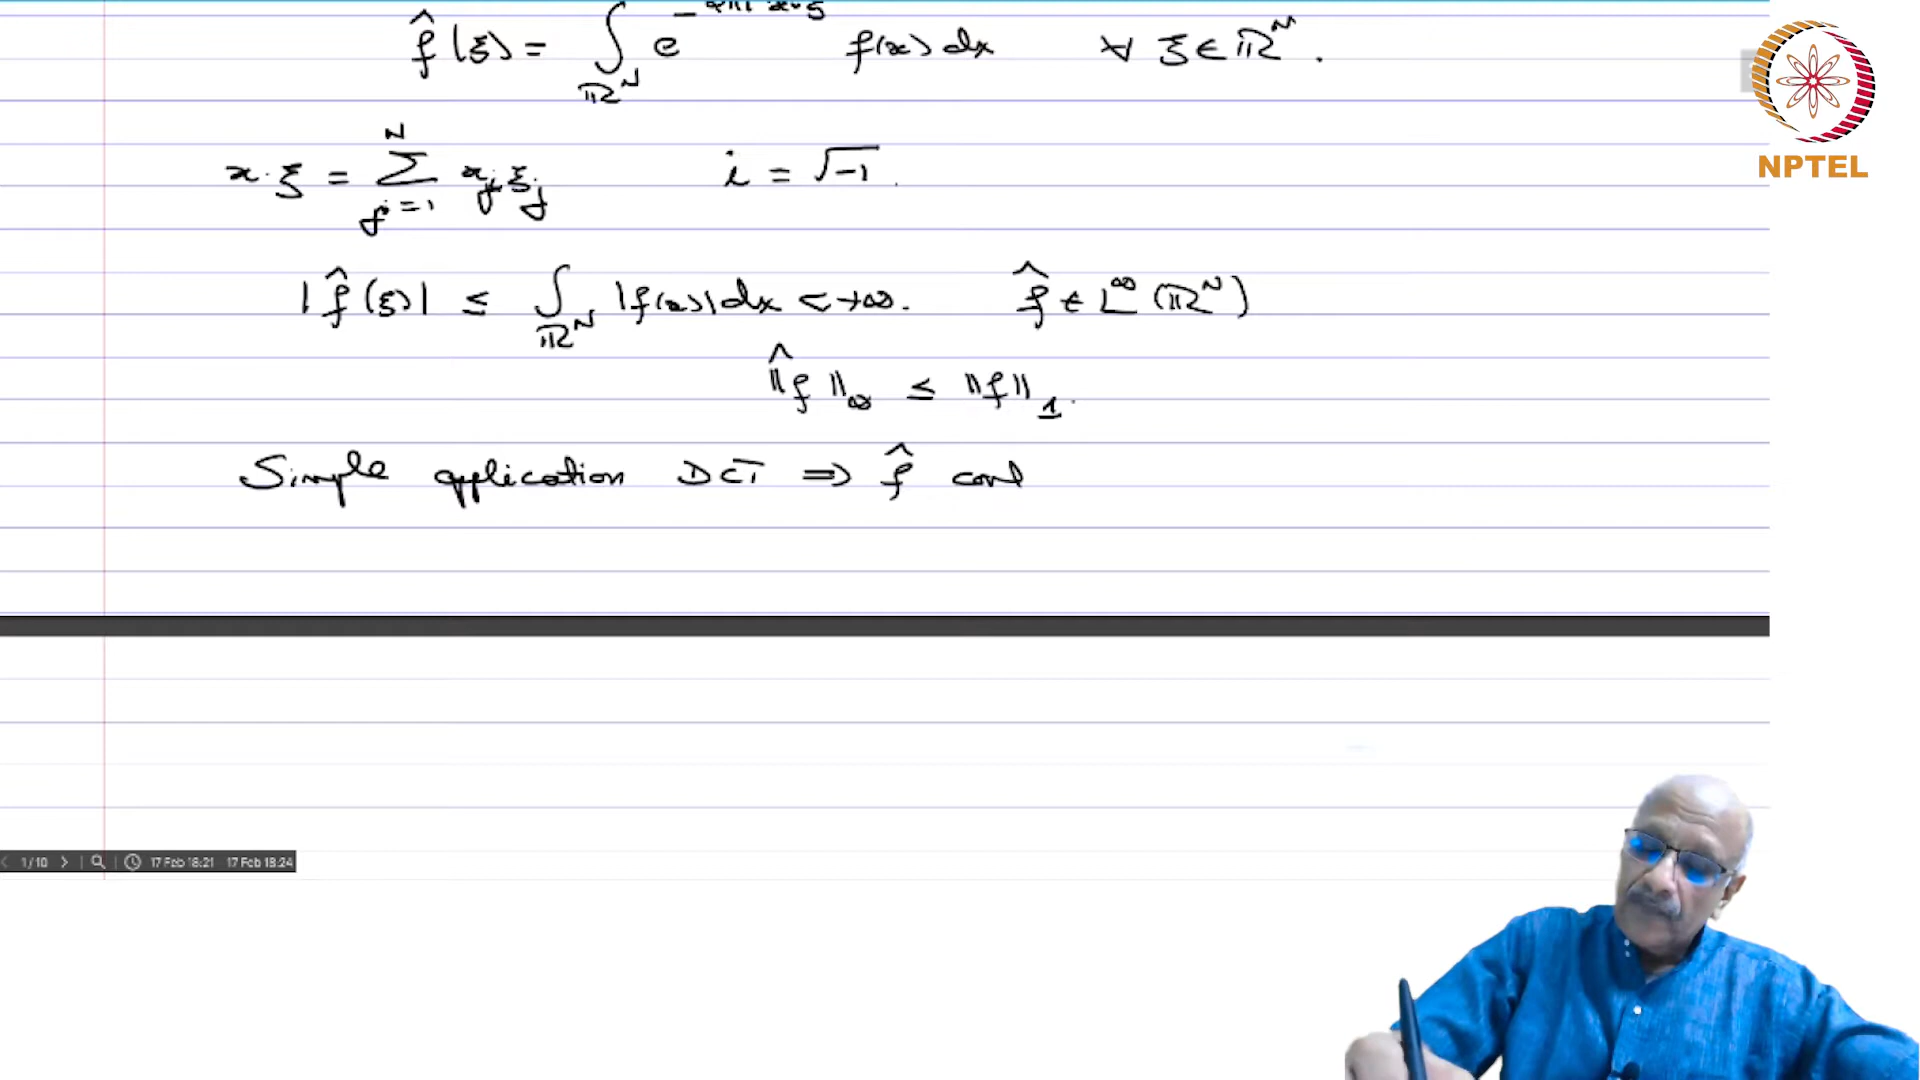 f̂(ξ) = ∫_{ℝ^N} e^{-2πi x·ξ} f(x) dx ∀ ξ ∈ ℝ^N.
NPTEL
x·ξ = Σ_{j=1}^{N} x_j ξ_j i = √-1.
|f̂(ξ)| ≤ ∫_{ℝ^N} |f(x)| dx < +∞. f̂ ∈ L^∞(ℝ^N)
‖f̂‖_∞ ≤ ‖f‖_1.
Simple application DCT ⇒ f̂ cont
1/10 17 Feb 18:21 17 Feb 18:24